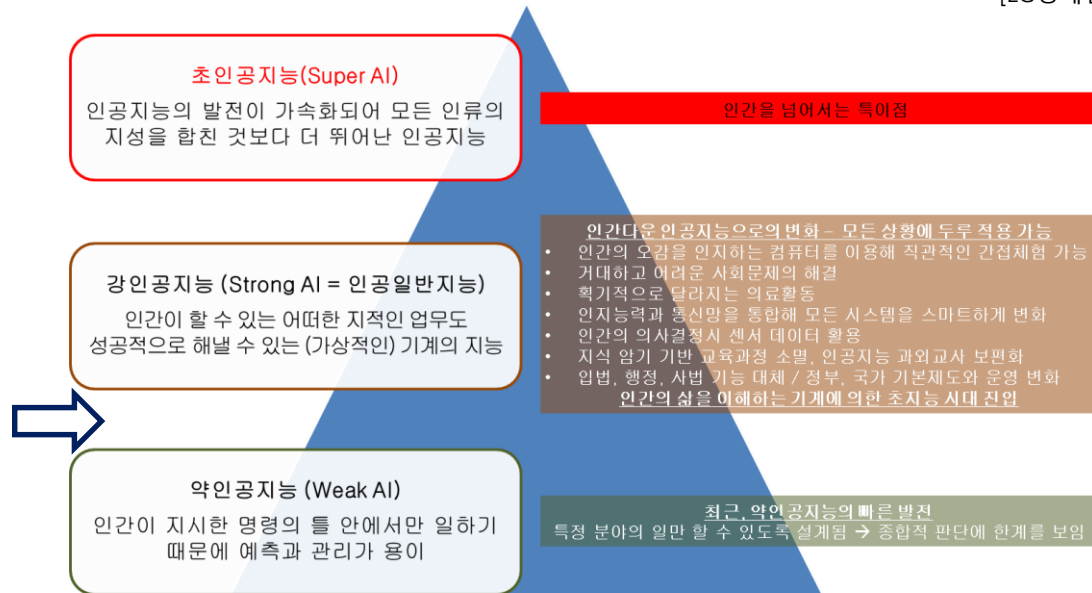 초인공지능(Super AI)
인공지능의 발전이 가속화되어 모든 인류의
지성을 합친 것보다 더 뛰어난 인공지능
인간을 넘어서는 특이점
강인공지능 (Strong AI = 인공일반지능)
인간이 할 수 있는 어떠한 지적인 업무도
성공적으로 해낼 수 있는 (가상적인) 기계의 지능
인간다운 인공지능으로의 변화 – 모든 상황에 두루 적용 가능
• 인간의 오감을 인지하는 컴퓨터를 이용해 직관적인 간접체험 가능
• 거대하고 어려운 사회문제의 해결
• 획기적으로 달라지는 의료활동
• 인지능력과 통신망을 통합해 모든 시스템을 스마트하게 변화
• 인간의 의사결정시 센서 데이터 활용
• 지식 암기 기반 교육과정 소멸, 인공지능 과외교사 보편화
• 입법, 행정, 사법 기능 대체 / 정부, 국가 기본제도와 운영 변화
인간의 삶을 이해하는 기계에 의한 초지능 시대 진입
약인공지능 (Weak AI)
인간이 지시한 명령의 틀 안에서만 일하기
때문에 예측과 관리가 용이
최근, 약인공지능의 빠른 발전
특정 분야의 일만 할 수 있도록 설계됨 → 종합적 판단에 한계를 보임